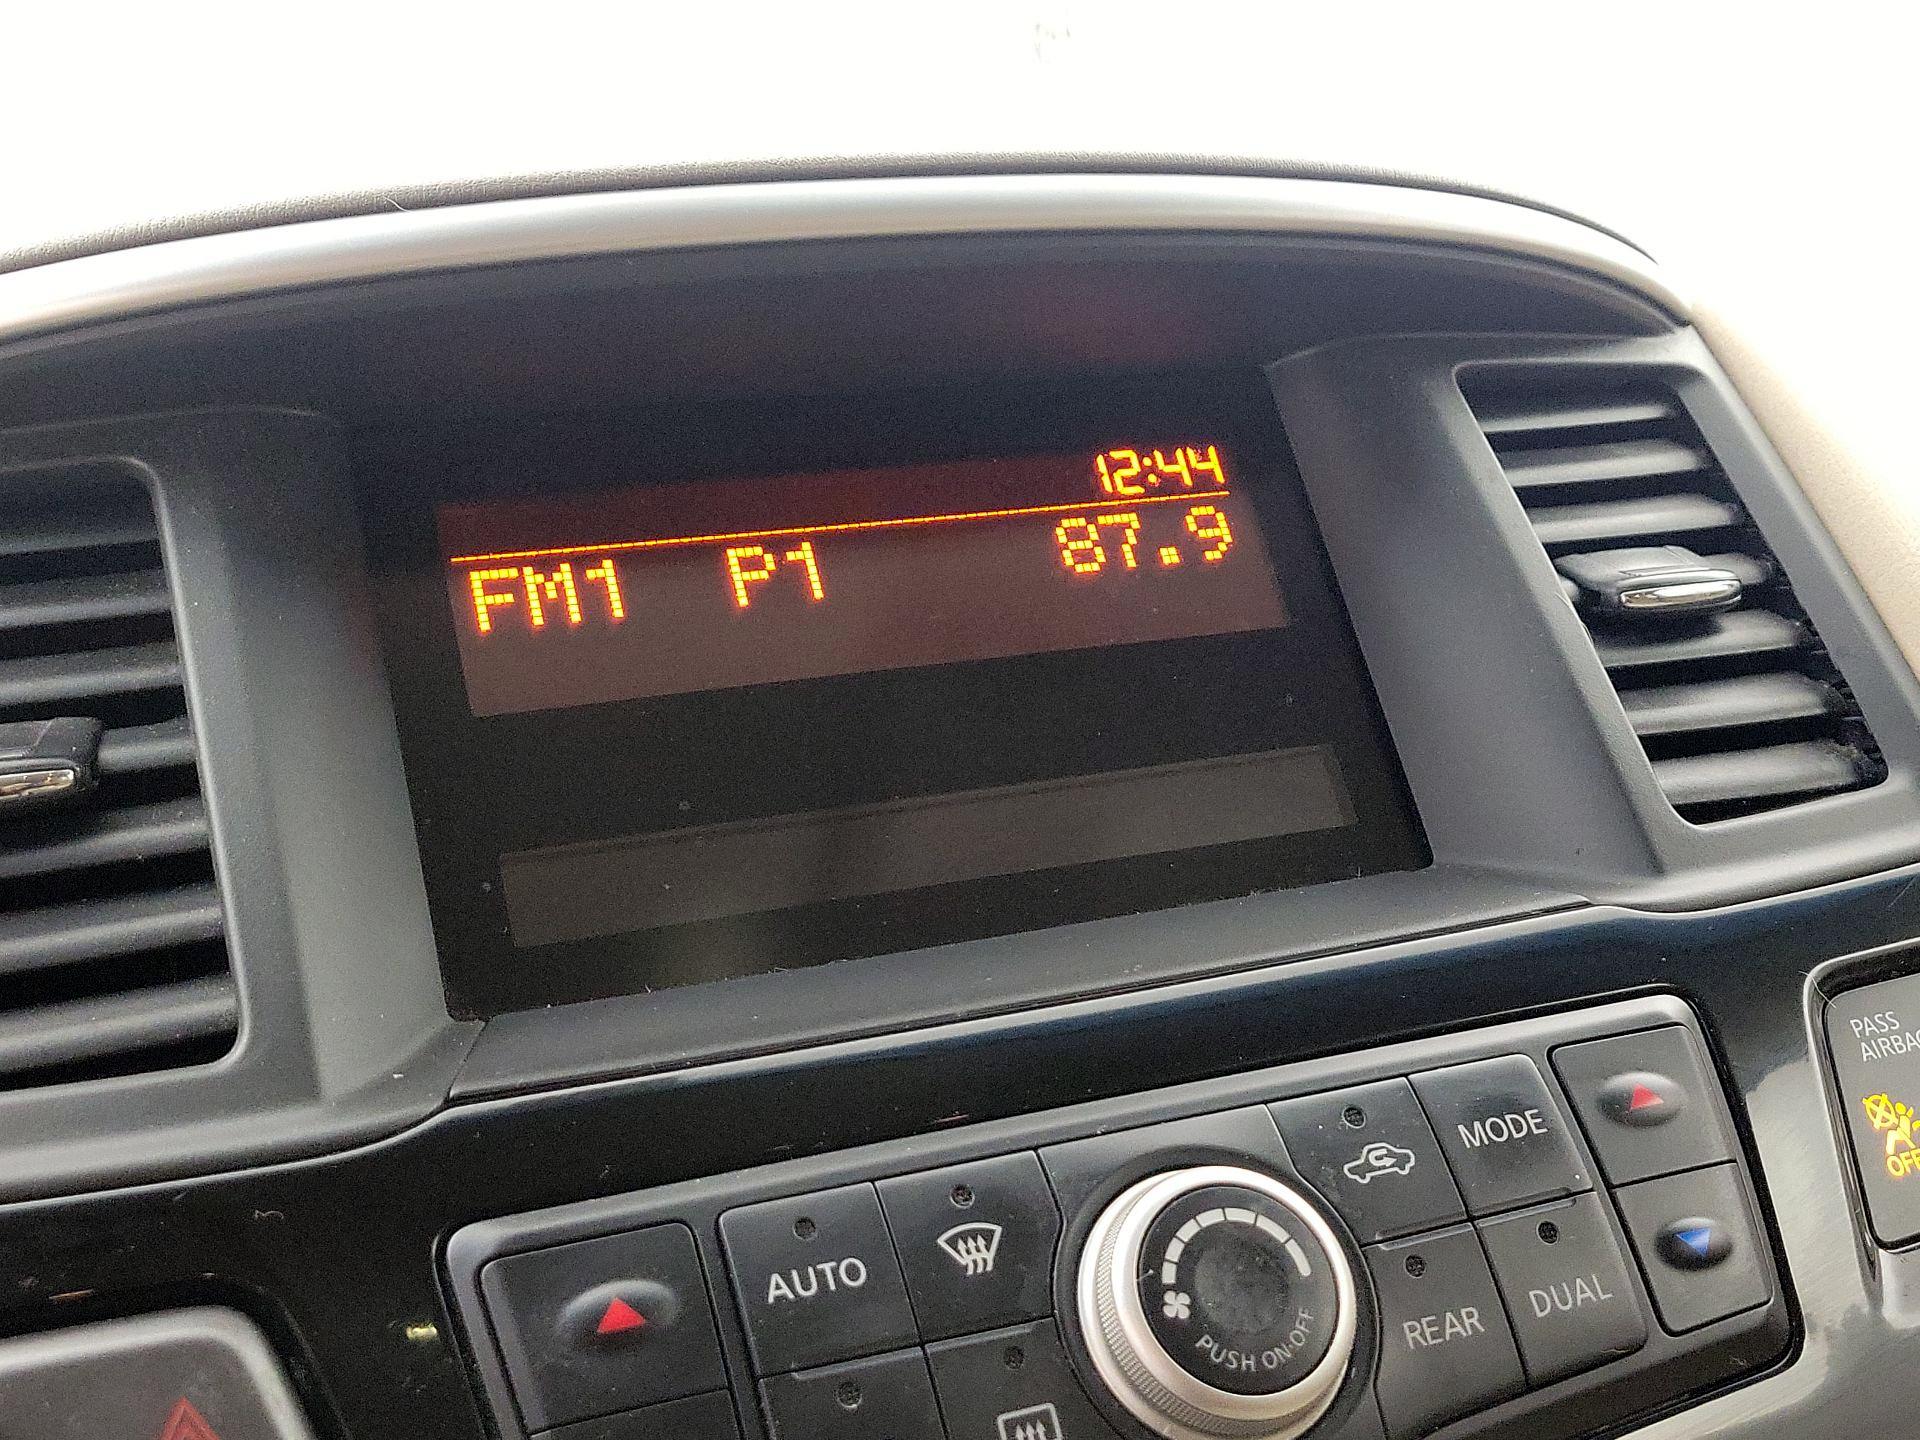 12:44
FM1 P1 87.9
PASS
AIRBAG
OFF
MODE
AUTO
DUAL
REAR
PUSH ON·OFF